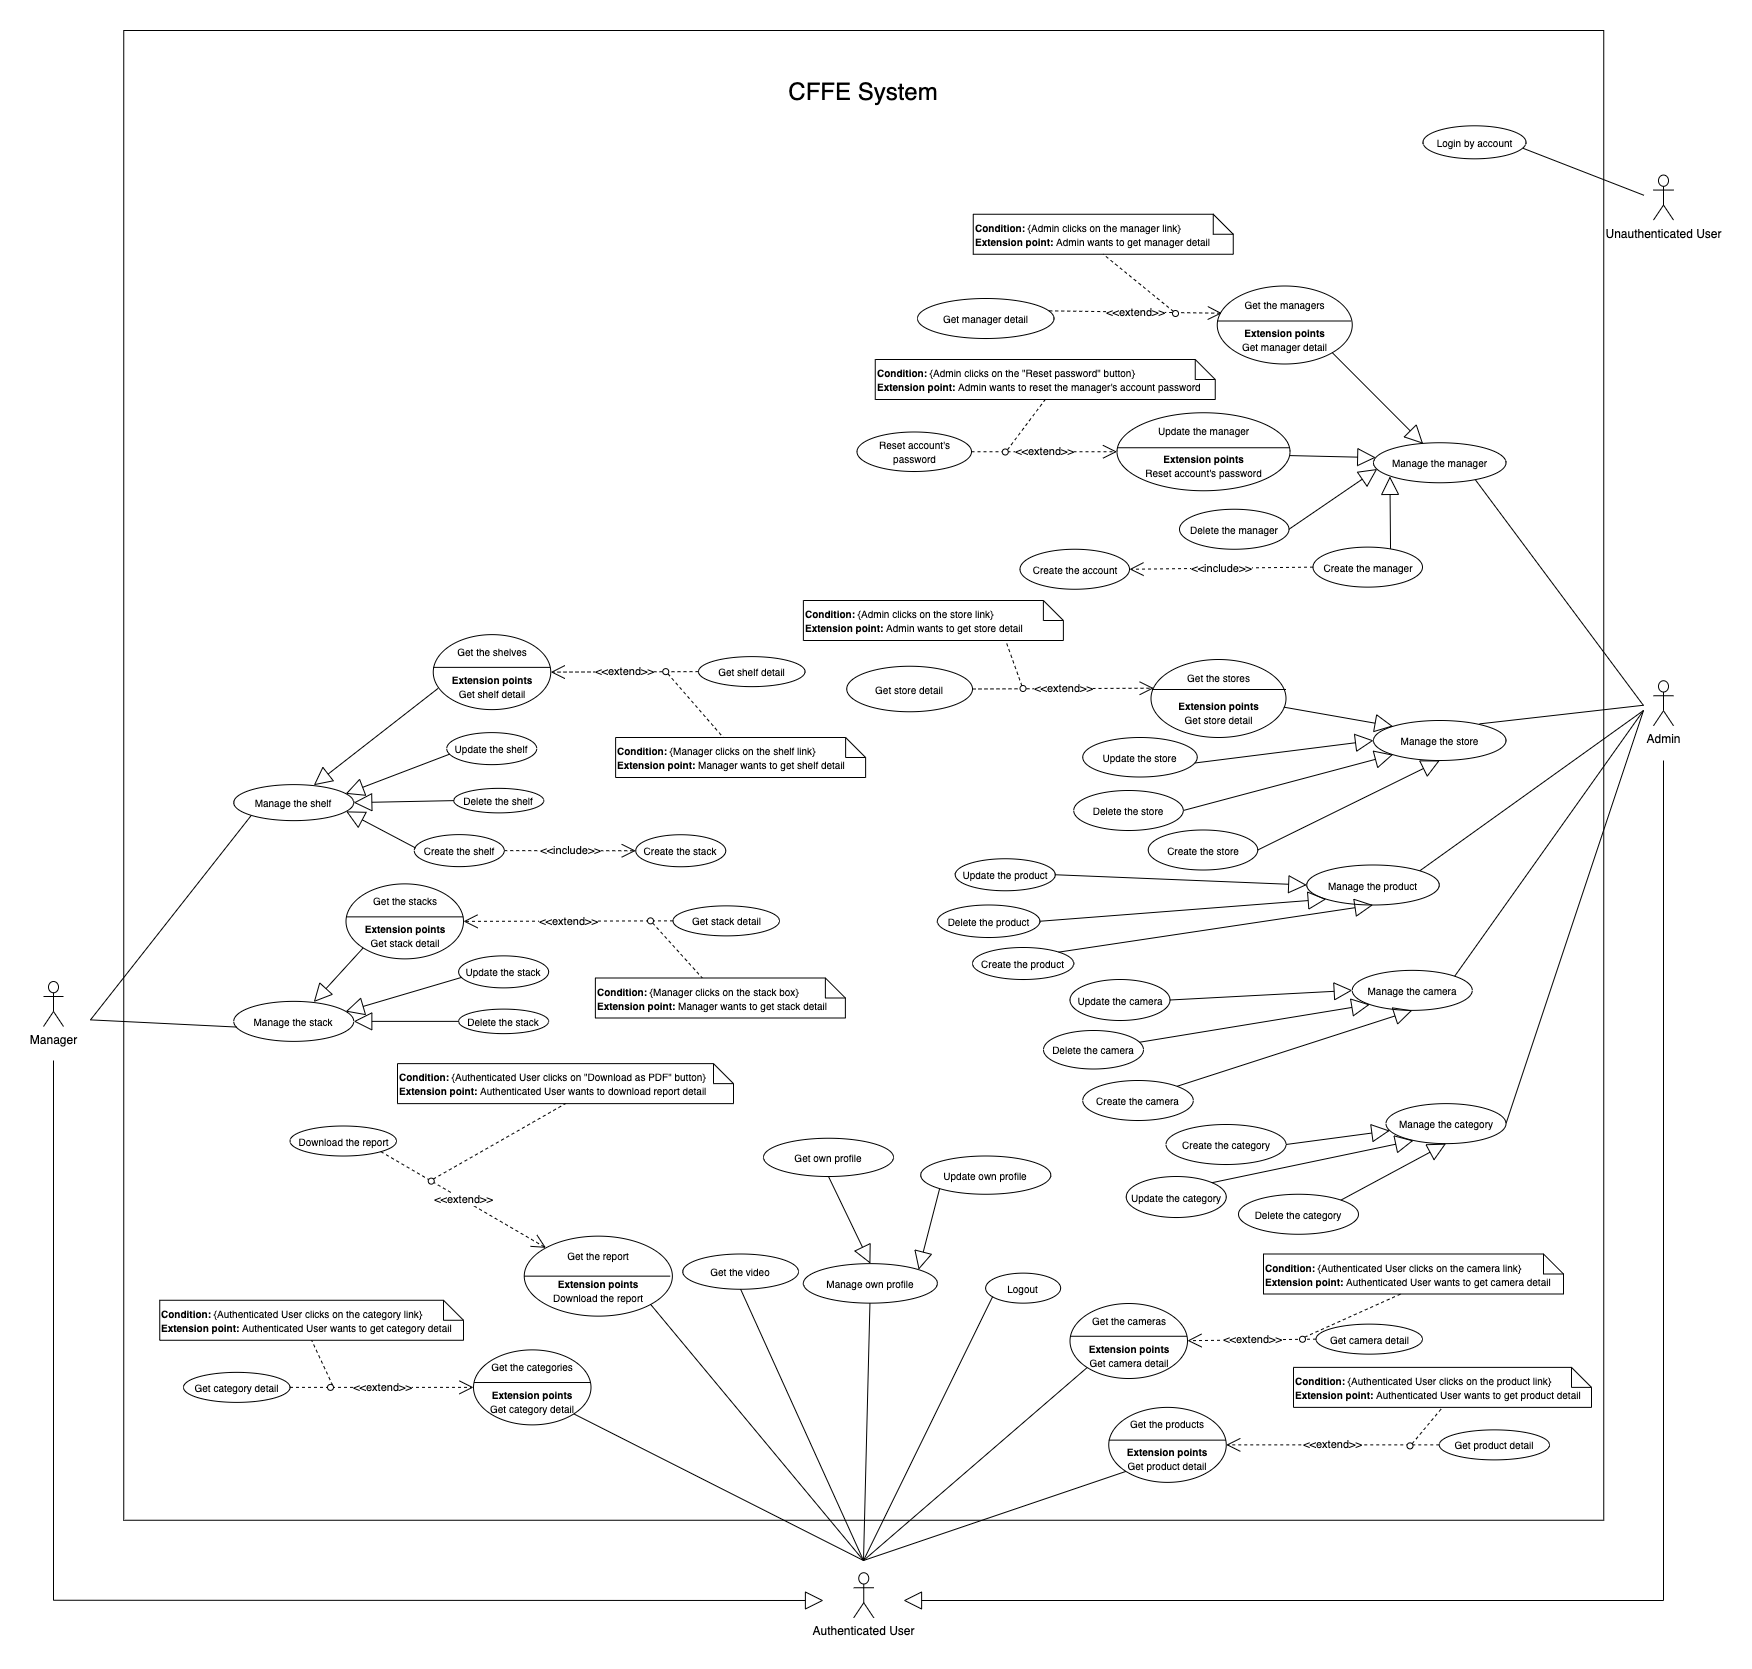 CFFE System
Login by account
Unauthenticated User
Condition: {Admin clicks on the manager link}
Extension point: Admin wants to get manager detail
Get manager detail
<<extend>>
Get the managers
Extension points
Get manager detail
Condition: {Admin clicks on the "Reset password" button}
Extension point: Admin wants to reset the manager's account password
Reset account's
password
<<extend>>
Update the manager
Extension points
Reset account's password
Manage the manager
Delete the manager
Create the account
<<include>>
Create the manager
Condition: {Admin clicks on the store link}
Extension point: Admin wants to get store detail
Get the shelves
Extension points
Get shelf detail
<<extend>>
Get shelf detail
Get store detail
<<extend>>
Get the stores
Extension points
Get store detail
Condition: {Manager clicks on the shelf link}
Extension point: Manager wants to get shelf detail
Update the shelf
Update the store
Manage the store
Admin
Manage the shelf
Delete the shelf
Delete the store
Create the shelf
<<include>>
Create the stack
Create the store
Update the product
Manage the product
Delete the product
Create the product
Get the stacks
Extension points
Get stack detail
<<extend>>
Get stack detail
Update the stack
Condition: {Manager clicks on the stack box}
Extension point: Manager wants to get stack detail
Manage the stack
Delete the stack
Manager
Update the camera
Manage the camera
Delete the camera
Create the camera
Condition: {Authenticated User clicks on "Download as PDF" button}
Extension point: Authenticated User wants to download report detail
Download the report
<<extend>>
Get own profile
Update own profile
Manage the category
Create the category
Update the category
Delete the category
Get the report
Extension points
Download the report
Get the video
Manage own profile
Logout
Condition: {Authenticated User clicks on the camera link}
Extension point: Authenticated User wants to get camera detail
Condition: {Authenticated User clicks on the category link}
Extension point: Authenticated User wants to get category detail
Get the cameras
Extension points
Get camera detail
<<extend>>
Get camera detail
Get category detail
<<extend>>
Get the categories
Extension points
Get category detail
Condition: {Authenticated User clicks on the product link}
Extension point: Authenticated User wants to get product detail
Get the products
Extension points
Get product detail
<<extend>>
Get product detail
Authenticated User